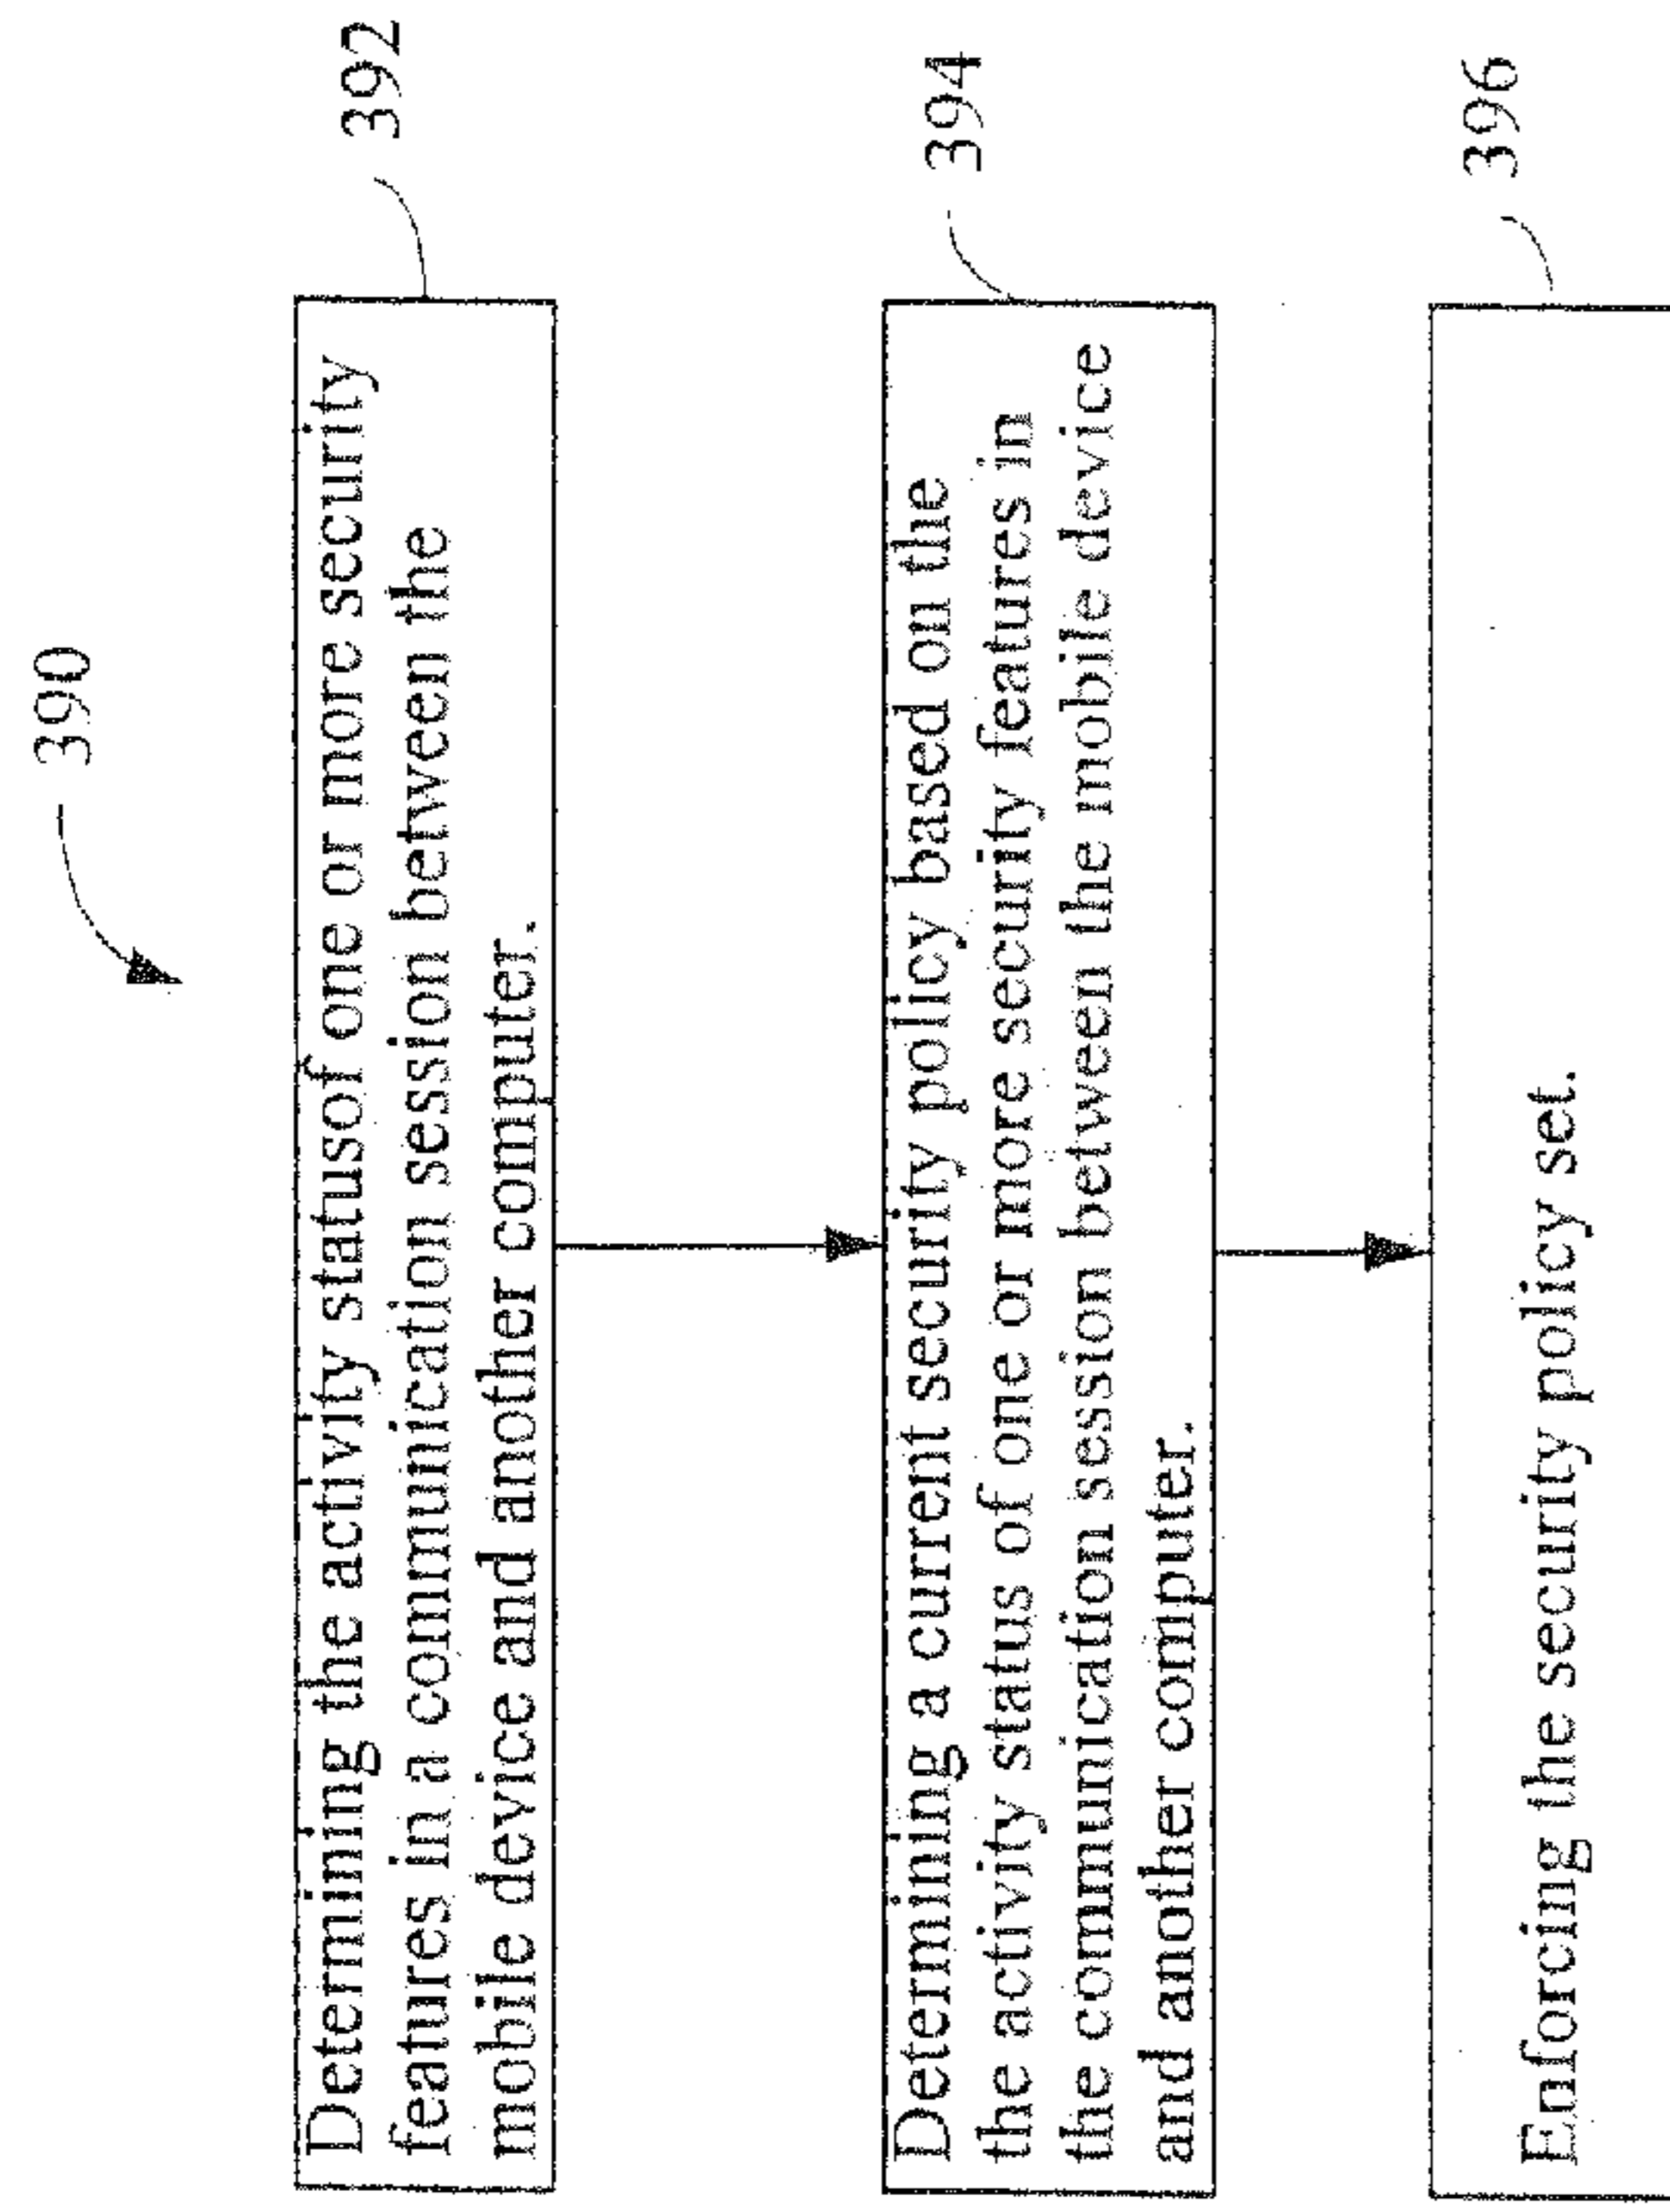 390
Determining the activity statusof one or more security
features in a communication session between the
mobile device and another computer.
392
Determining a current security policy based on the
the activity status of one or more security features in
the communication session between the mobile device
and another computer.
394
Enforcing the security policy set.
396